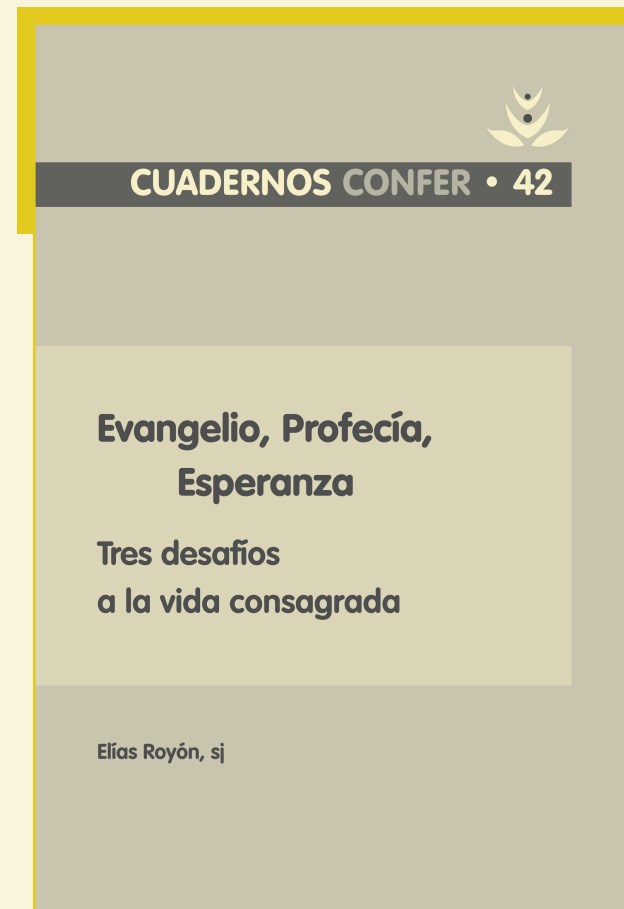 CUADERNOS CONFER • 42
Evangelio, Profecía,
Esperanza
Tres desafíos
a la vida consagrada
Elías Royón, sj